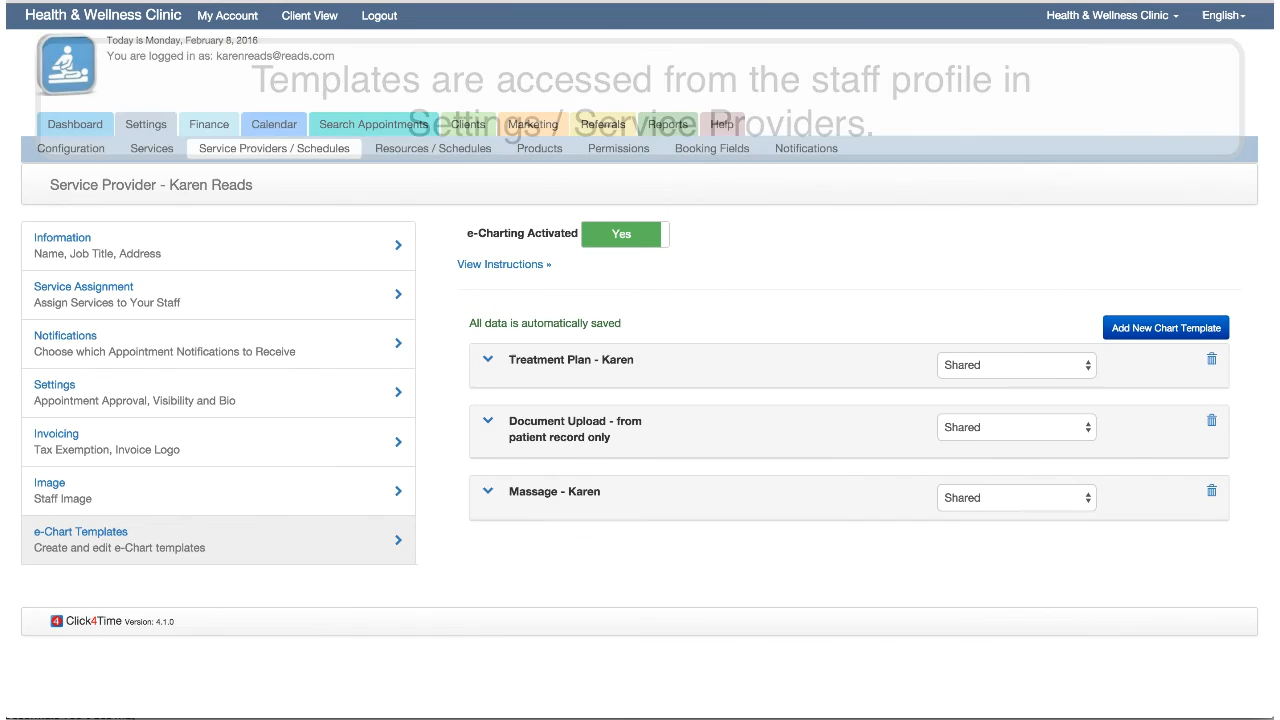 Health & Wellness Clinic My Account Client View Logout Health & Wellness Clinic English
Today is Monday, February 8, 2016
You are logged in as: karenreads@reads.com
Templates are accessed from the staff profile in
Settings / Service Providers.
Dashboard Settings Finance Calendar Search Appointments Clients Marketing Referrals Reports Help
Configuration Services Service Providers / Schedules Resources / Schedules Products Permissions Booking Fields Notifications
Service Provider - Karen Reads
Information
Name, Job Title, Address
Service Assignment
Assign Services to Your Staff
Notifications
Choose which Appointment Notifications to Receive
Settings
Appointment Approval, Visibility and Bio
Invoicing
Tax Exemption, Invoice Logo
Image
Staff Image
e-Chart Templates
Create and edit e-Chart templates
e-Charting Activated Yes
View Instructions »
All data is automatically saved
Add New Chart Template
Treatment Plan - Karen Shared
Document Upload - from
patient record only
Shared
Massage - Karen Shared
4 Click4Time Version: 4.1.0